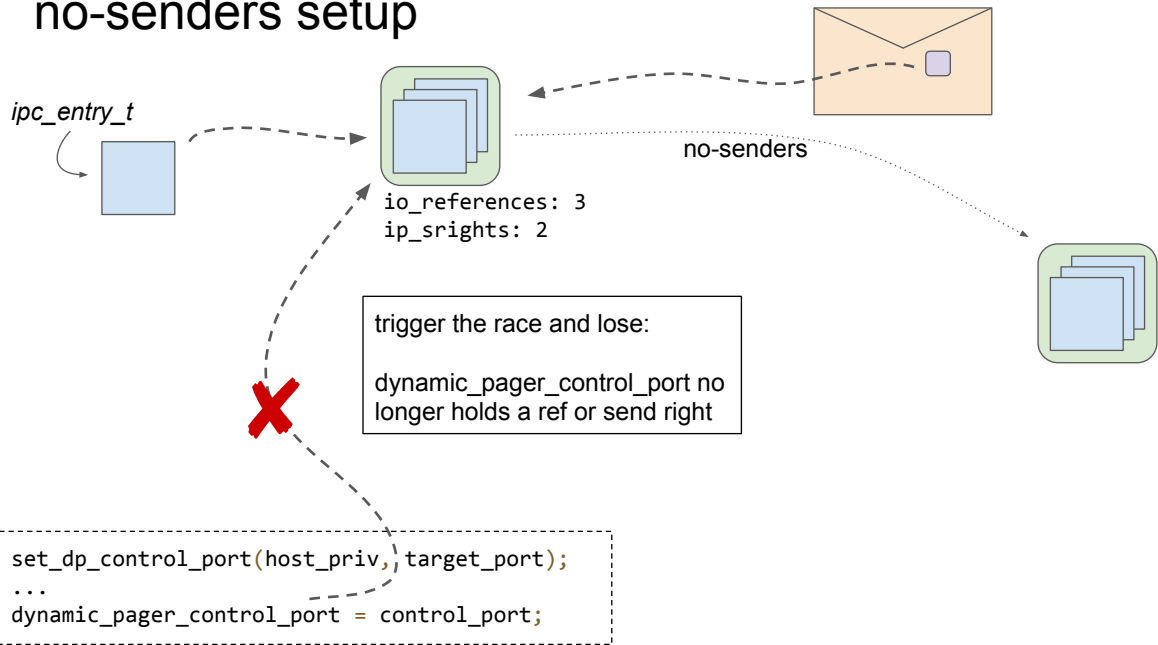 no-senders setup
ipc_entry_t
no-senders
io_references: 3
ip_srights: 2
trigger the race and lose:
dynamic_pager_control_port no
longer holds a ref or send right
set_dp_control_port(host_priv, target_port);
...
dynamic_pager_control_port = control_port;